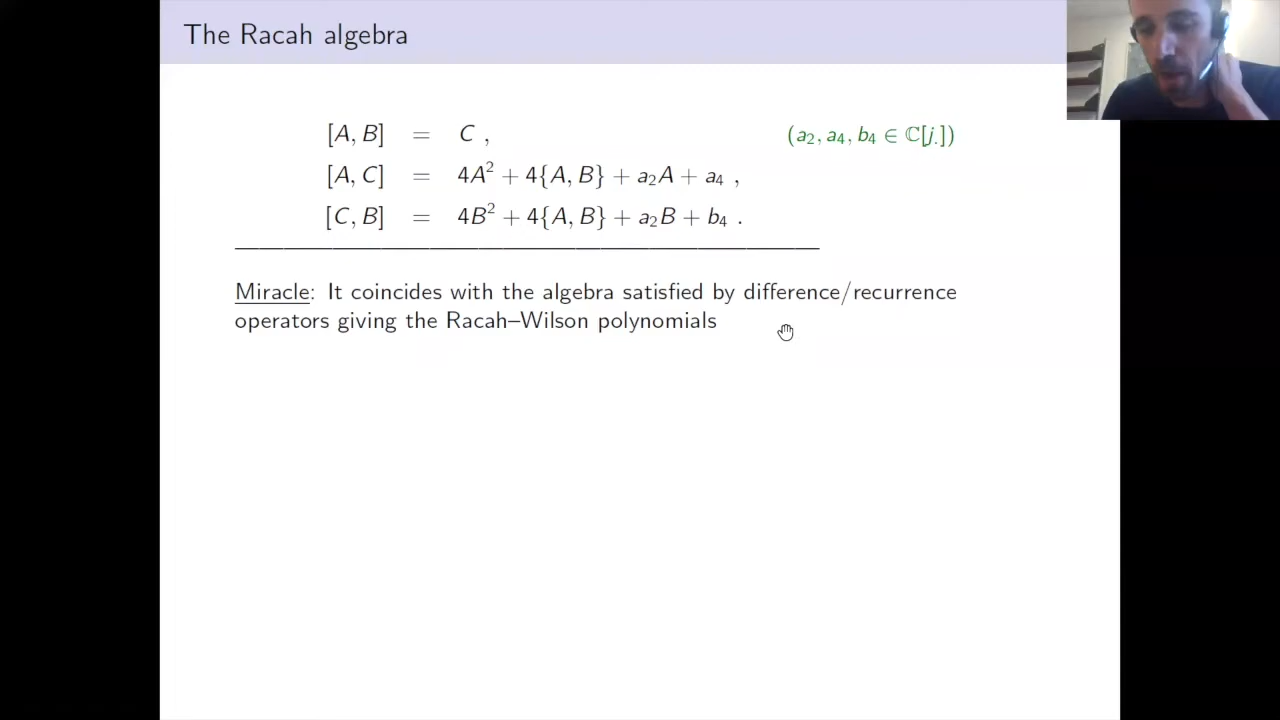 The Racah algebra
[A, B] = C , (a₂, a₄, b₄ ∈ ℂ[j.])
[A, C] = 4A² + 4{A, B} + a₂A + a₄ ,
[C, B] = 4B² + 4{A, B} + a₂B + b₄ .
Miracle: It coincides with the algebra satisfied by difference/recurrence
operators giving the Racah–Wilson polynomials